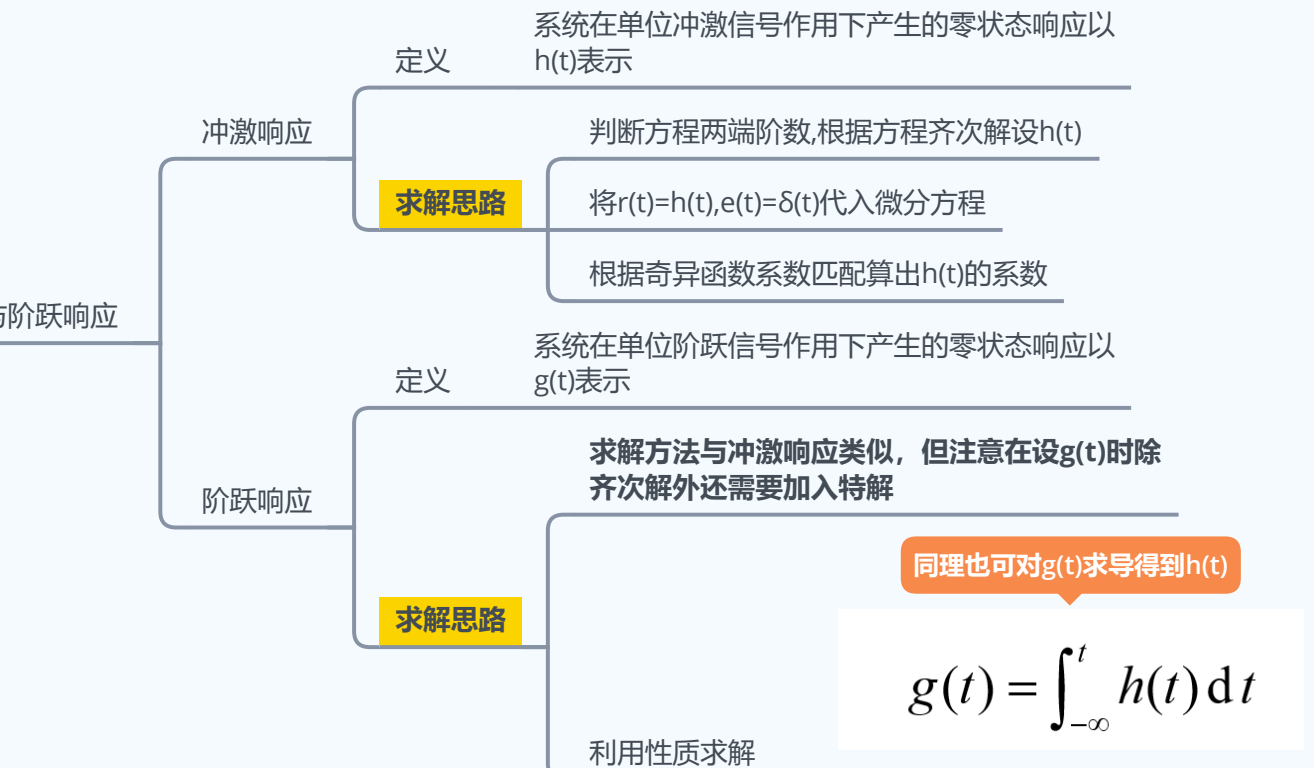 系统在单位冲激信号作用下产生的零状态响应以
定义
h(t)表示
冲激响应
判断方程两端阶数,根据方程齐次解设h(t)
求解思路
将r(t)=h(t),e(t)=δ(t)代入微分方程
根据奇异函数系数匹配算出h(t)的系数
阶跃响应
系统在单位阶跃信号作用下产生的零状态响应以
定义
g(t)表示
求解方法与冲激响应类似，但注意在设g(t)时除
齐次解外还需要加入特解
阶跃响应
同理也可对g(t)求导得到h(t)
求解思路
g(t) = ∫_{-∞}^{t} h(t) dt
利用性质求解